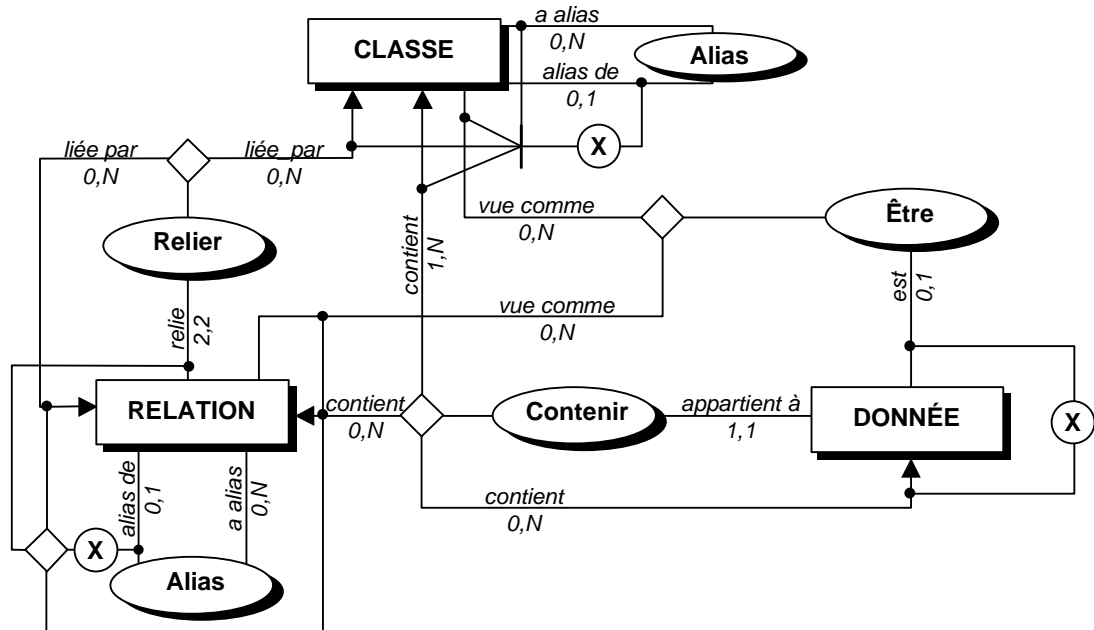 a alias
0,N
CLASSE
Alias
alias de
0,1
X
liée par
0,N
liée_par
0,N
vue comme
0,N
Être
Relier
contient
1,N
est
0,1
relie
2,2
vue comme
0,N
RELATION
contient
0,N
Contenir
appartient à
1,1
DONNÉE
X
alias de
0,1
a alias
0,N
contient
0,N
X
Alias